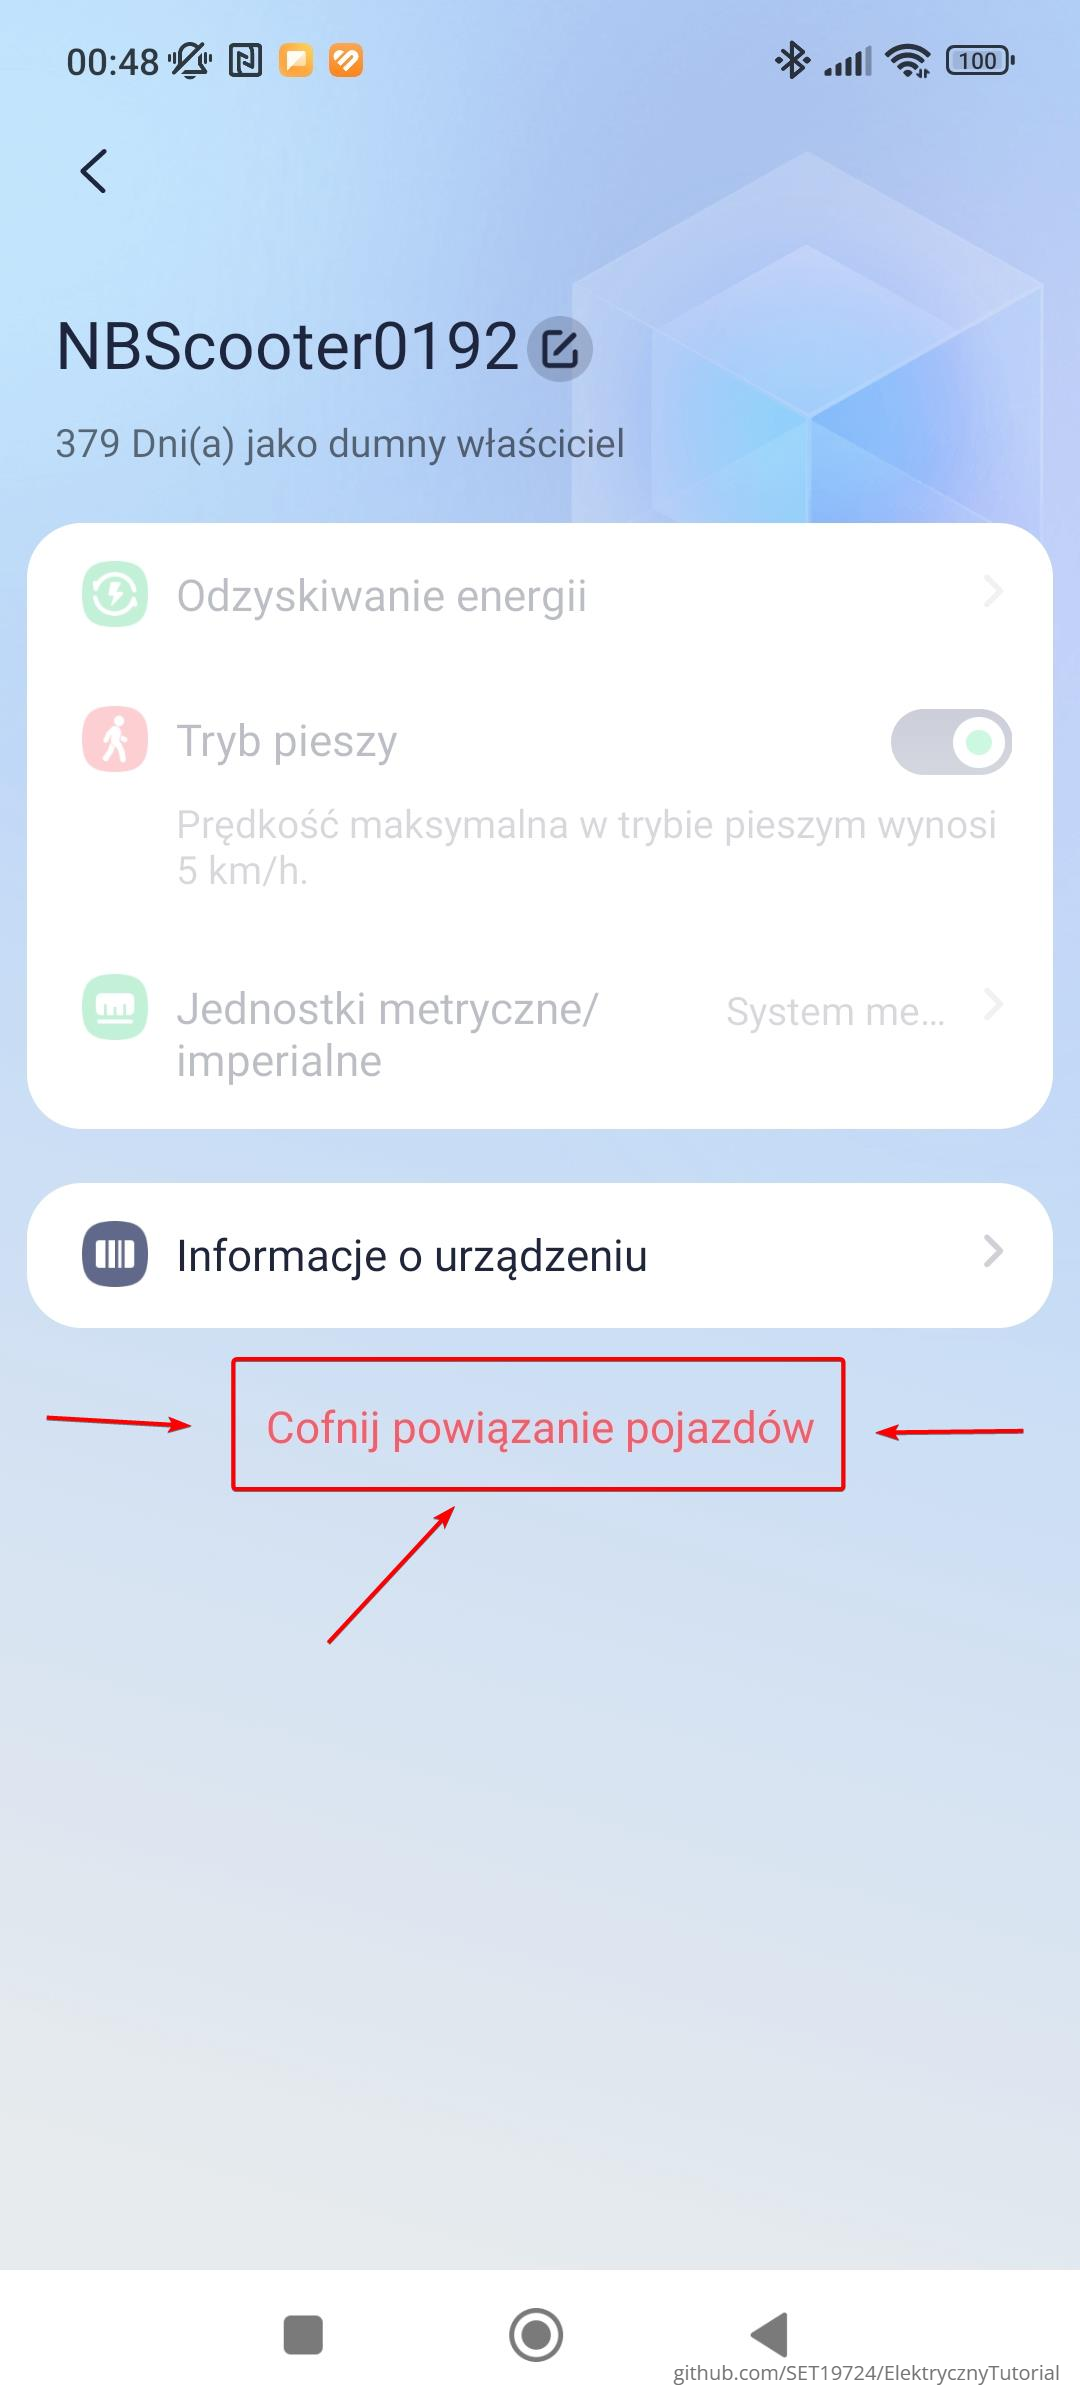 00:48
100
NBScooter0192
379 Dni(a) jako dumny właściciel
Odzyskiwanie energii
Tryb pieszy
Prędkość maksymalna w trybie pieszym wynosi
5 km/h.
Jednostki metryczne/
imperialne
System me...
Informacje o urządzeniu
Cofnij powiązanie pojazdów
github.com/SET19724/ElektrycznyTutorial